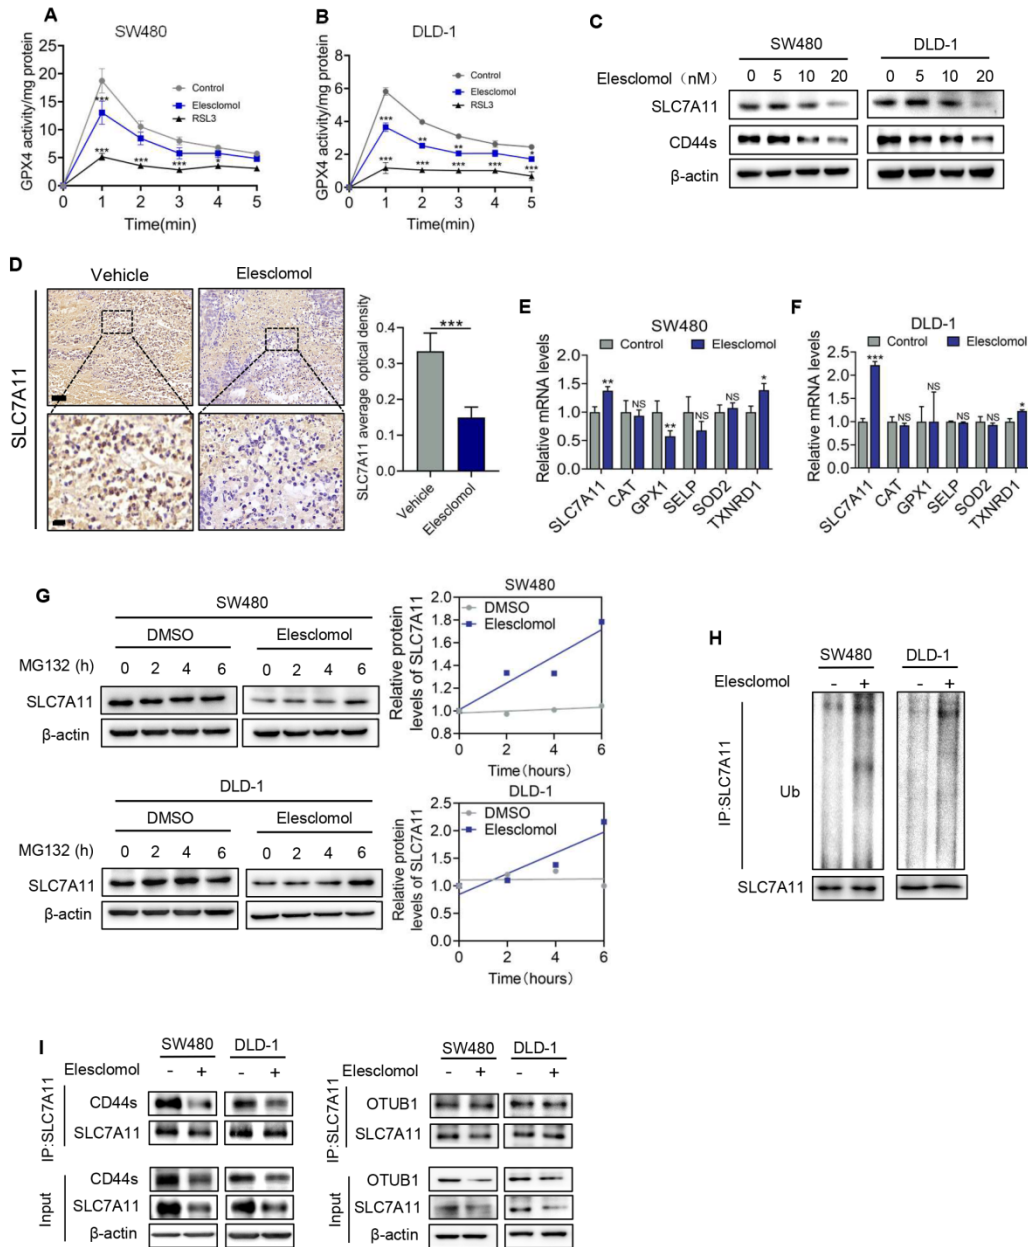 A
SW480
GPX4 activity/mg protein
25
20
15
10
5
0
Control
Elesclomol
RSL3
***
***
***
***
*
0 1 2 3 4 5
Time(min)
B
DLD-1
GPX4 activity/mg protein
8
6
4
2
0
Control
Elesclomol
RSL3
***
**
**
*
***
***
***
***
***
0 1 2 3 4 5
Time(min)
C
SW480 DLD-1
Elesclomol (nM) 0 5 10 20 0 5 10 20
SLC7A11
CD44s
β-actin
D
Vehicle Elesclomol
SLC7A11
SLC7A11 average optical density
0.4
0.3
0.2
0.1
0.0
***
Vehicle
Elesclomol
E
SW480
Control Elesclomol
Relative mRNA levels
2.0
1.5
1.0
0.5
0.0
** NS ** NS NS *
SLC7A11
CAT
GPX1
SELP
SOD2
TXNRD1
F
DLD-1
Control Elesclomol
Relative mRNA levels
2.5
2.0
1.5
1.0
0.5
0.0
*** NS NS NS NS *
SLC7A11
CAT
GPX1
SELP
SOD2
TXNRD1
G
SW480
DMSO Elesclomol
MG132 (h) 0 2 4 6 0 2 4 6
SLC7A11
β-actin
SW480
DMSO
Elesclomol
Relative protein
levels of SLC7A11
2.0
1.8
1.6
1.4
1.2
1.0
0.8
0 2 4 6
Time(hours)
DLD-1
DMSO Elesclomol
MG132 (h) 0 2 4 6 0 2 4 6
SLC7A11
β-actin
DLD-1
DMSO
Elesclomol
Relative protein
levels of SLC7A11
2.5
2.0
1.5
1.0
0.5
0.0
0 2 4 6
Time(hours)
H
SW480 DLD-1
Elesclomol - + - +
IP:SLC7A11
Ub
SLC7A11
I
SW480 DLD-1
Elesclomol - + - +
IP:SLC7A11
CD44s
SLC7A11
Input
CD44s
SLC7A11
β-actin
SW480 DLD-1
Elesclomol - + - +
IP:SLC7A11
OTUB1
SLC7A11
Input
OTUB1
SLC7A11
β-actin